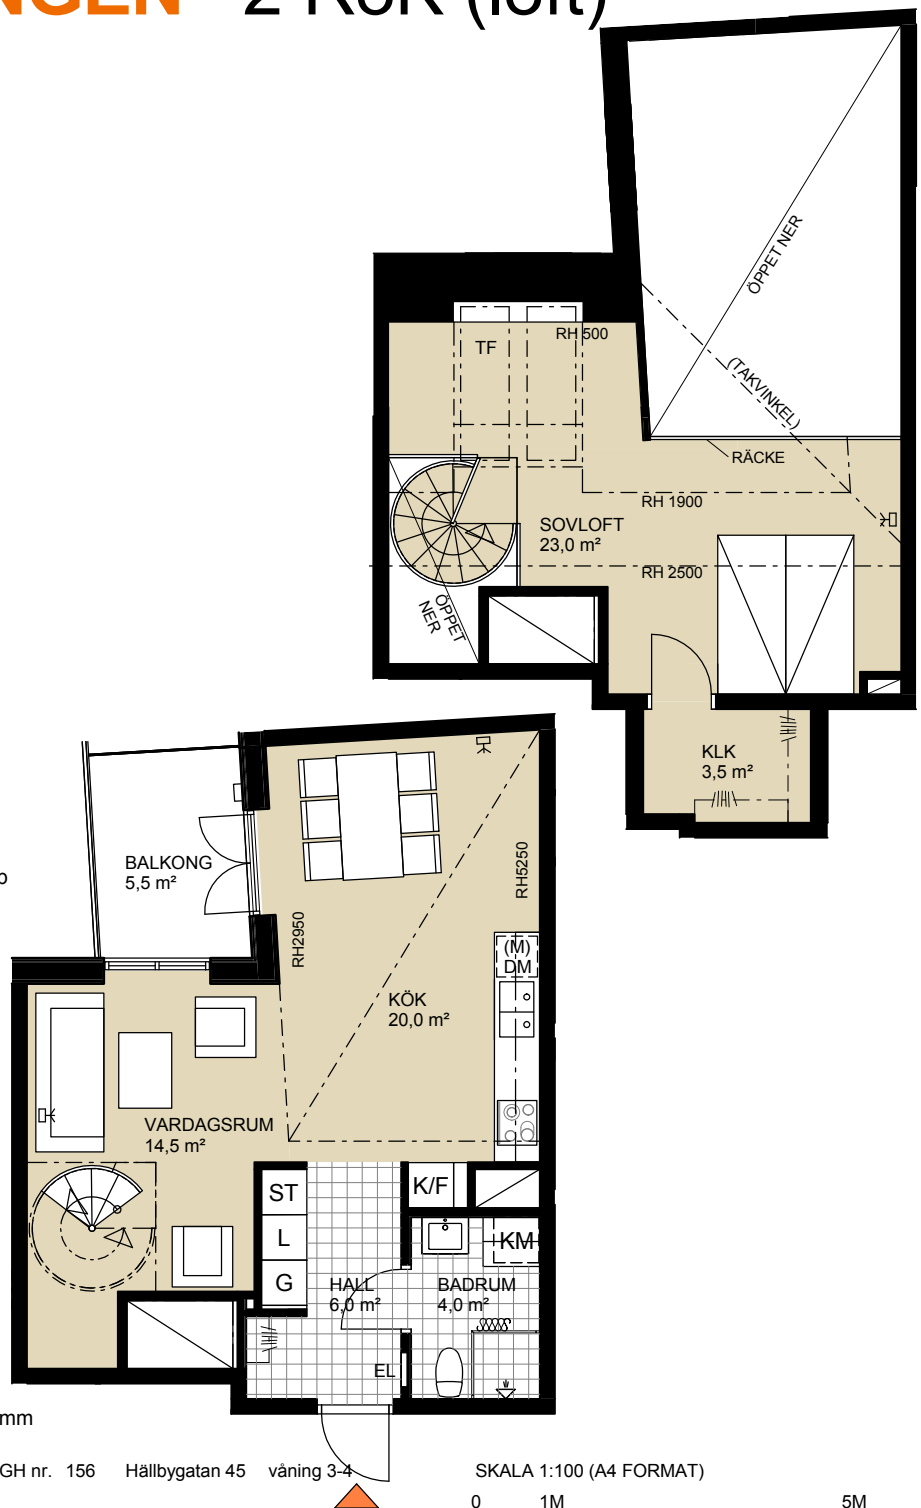 2 RoK (loft)
ÖPPET NER
RH 500
TF
(TAKVINKEL)
RÄCKE
RH 1900
SOVLOFT
23,0 m²
RH 2500
ÖPPET
NER
KLK
3,5 m²
BALKONG
5,5 m²
RH5250
RH2950
(M)
DM
KÖK
20,0 m²
VARDAGSRUM
14,5 m²
ST
K/F
L
KM
G
HALL
6,0 m²
BADRUM
4,0 m²
EL
mm
GH nr. 156 Hällbygatan 45 våning 3-4 SKALA 1:100 (A4 FORMAT)
0 1M 5M